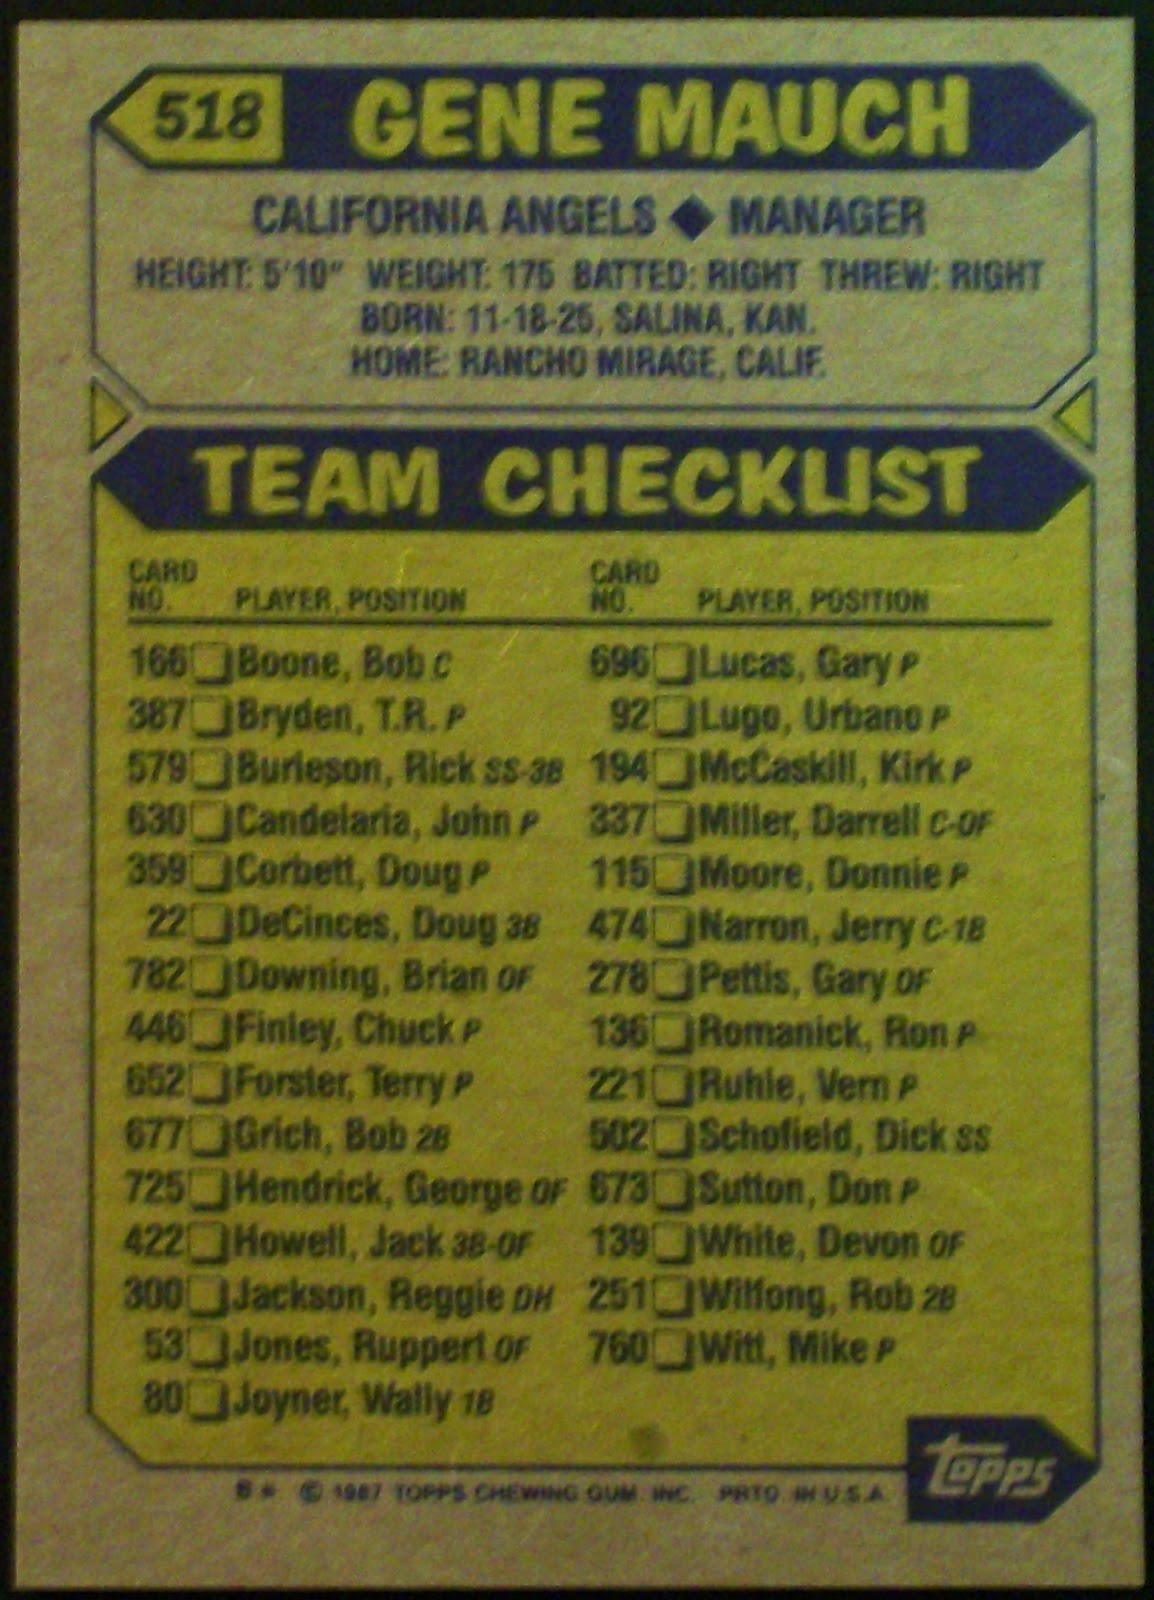 518 GENE MAUCH
CALIFORNIA ANGELS ◆ MANAGER
HEIGHT: 5'10" WEIGHT: 175 BATTED: RIGHT THREW: RIGHT
BORN: 11-18-25, SALINA, KAN.
HOME: RANCHO MIRAGE, CALIF.
TEAM CHECKLIST
CARD NO. PLAYER, POSITION
166 Boone, Bob C
387 Bryden, T.R. P
579 Burleson, Rick SS-3B
630 Candelaria, John P
359 Corbett, Doug P
22 DeCinces, Doug 3B
782 Downing, Brian OF
446 Finley, Chuck P
652 Forster, Terry P
677 Grich, Bob 2B
725 Hendrick, George OF
422 Howell, Jack 3B-OF
300 Jackson, Reggie DH
53 Jones, Ruppert OF
80 Joyner, Wally 1B
CARD NO. PLAYER, POSITION
696 Lucas, Gary P
92 Lugo, Urbano P
194 McCaskill, Kirk P
337 Miller, Darrell C-OF
115 Moore, Donnie P
474 Narron, Jerry C-1B
278 Pettis, Gary OF
136 Romanick, Ron P
221 Ruhle, Vern P
502 Schofield, Dick SS
673 Sutton, Don P
139 White, Devon OF
251 Wilfong, Rob 2B
760 Witt, Mike P
topps
© 1987 TOPPS CHEWING GUM, INC. PRTD. IN U.S.A.